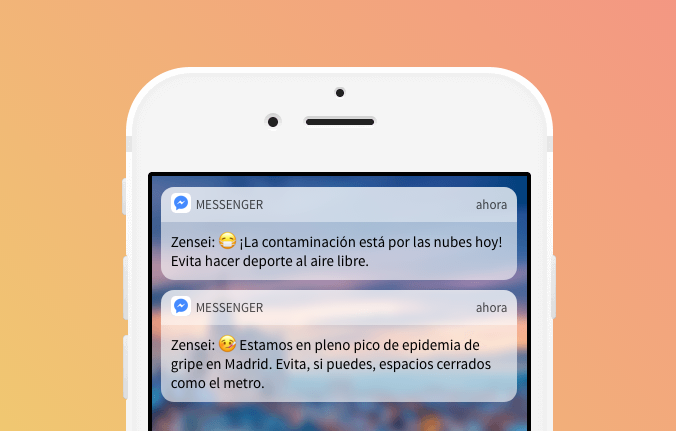 MESSENGER ahora
Zensei: 😷 ¡La contaminación está por las nubes hoy!
Evita hacer deporte al aire libre.
MESSENGER ahora
Zensei: 🤒 Estamos en pleno pico de epidemia de
gripe en Madrid. Evita, si puedes, espacios cerrados
como el metro.